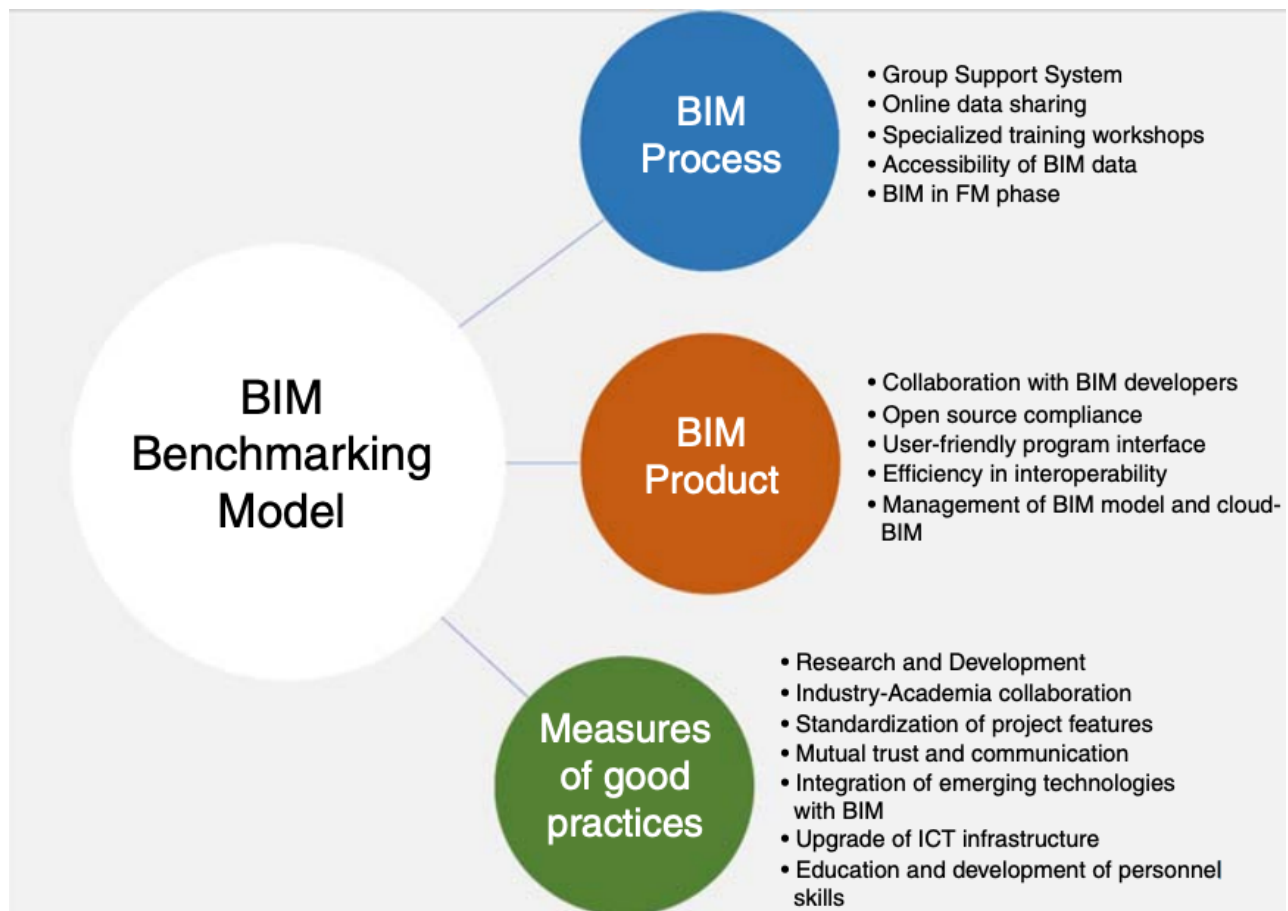 BIM
Process
• Group Support System
• Online data sharing
• Specialized training workshops
• Accessibility of BIM data
• BIM in FM phase
BIM
Benchmarking
Model
BIM
Product
• Collaboration with BIM developers
• Open source compliance
• User-friendly program interface
• Efficiency in interoperability
• Management of BIM model and cloud-
BIM
Measures
of good
practices
• Research and Development
• Industry-Academia collaboration
• Standardization of project features
• Mutual trust and communication
• Integration of emerging technologies
with BIM
• Upgrade of ICT infrastructure
• Education and development of personnel
skills